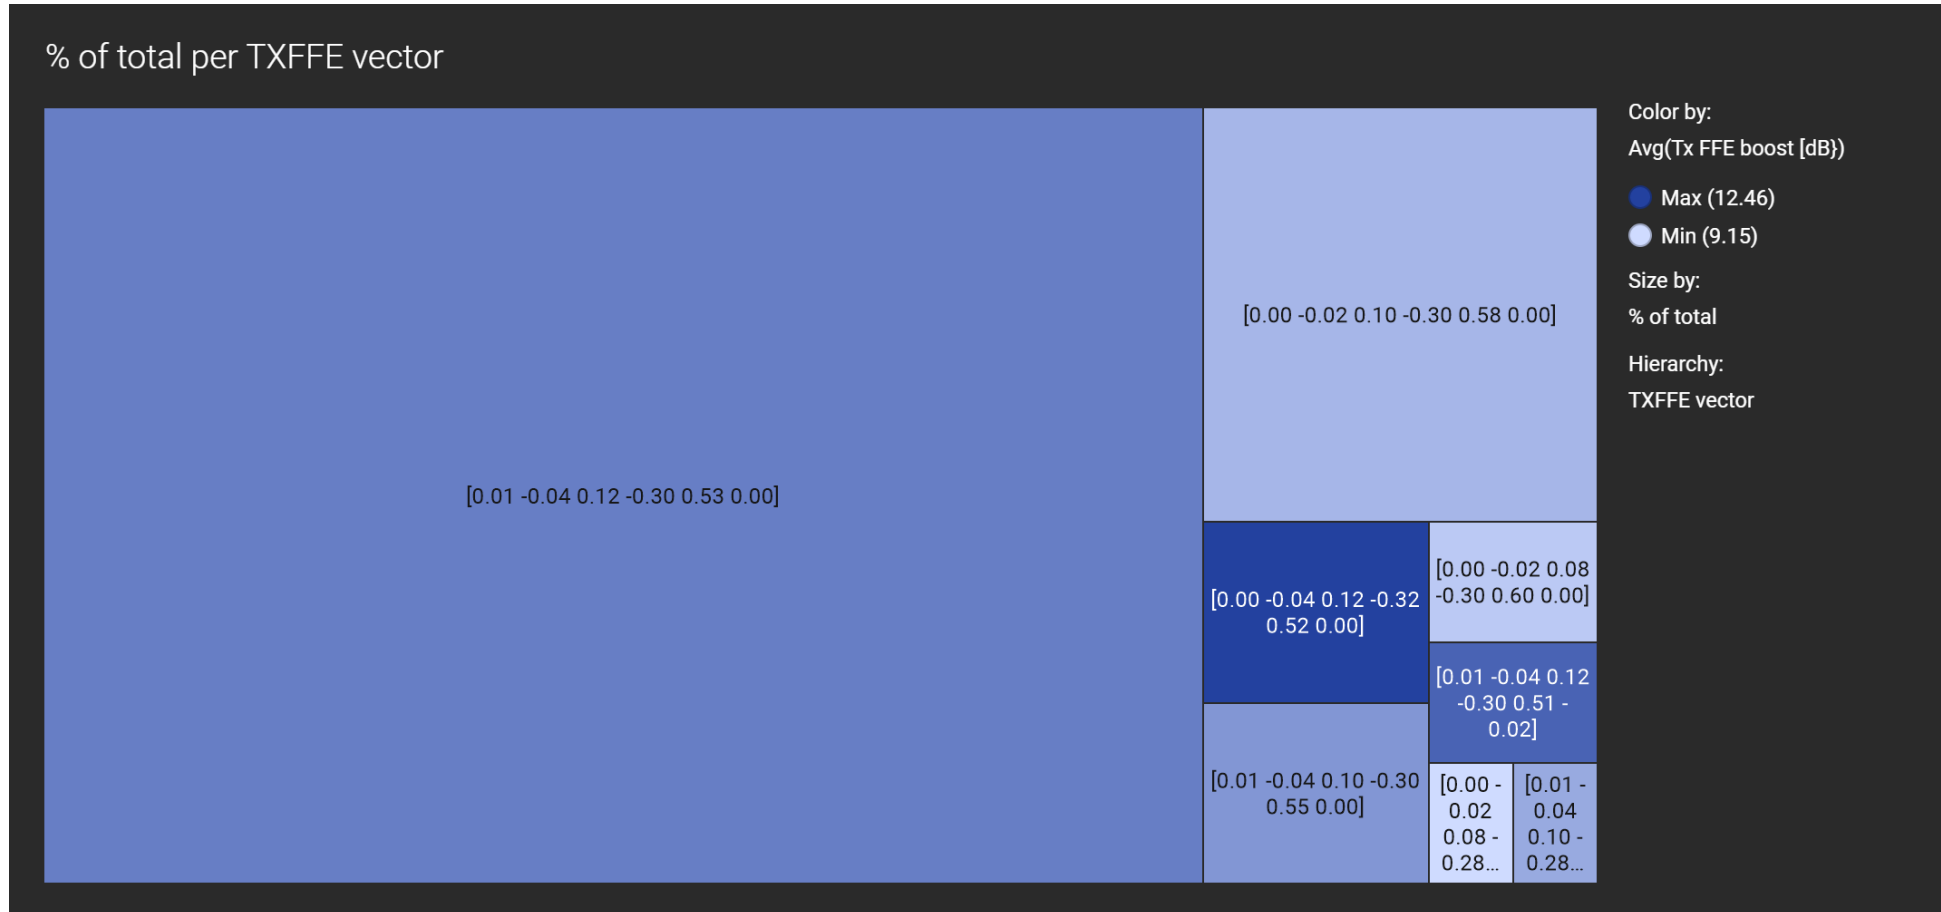 % of total per TXFFE vector
[0.01 -0.04 0.12 -0.30 0.53 0.00]
[0.00 -0.02 0.10 -0.30 0.58 0.00]
[0.00 -0.04 0.12 -0.32
0.52 0.00]
[0.01 -0.04 0.10 -0.30
0.55 0.00]
[0.00 -0.02 0.08
-0.30 0.60 0.00]
[0.01 -0.04 0.12
-0.30 0.51 -
0.02]
[0.00 -
0.02
0.08 -
0.28...
[0.01 -
0.04
0.10 -
0.28...
Color by:
Avg(Tx FFE boost [dB})
Max (12.46)
Min (9.15)
Size by:
% of total
Hierarchy:
TXFFE vector